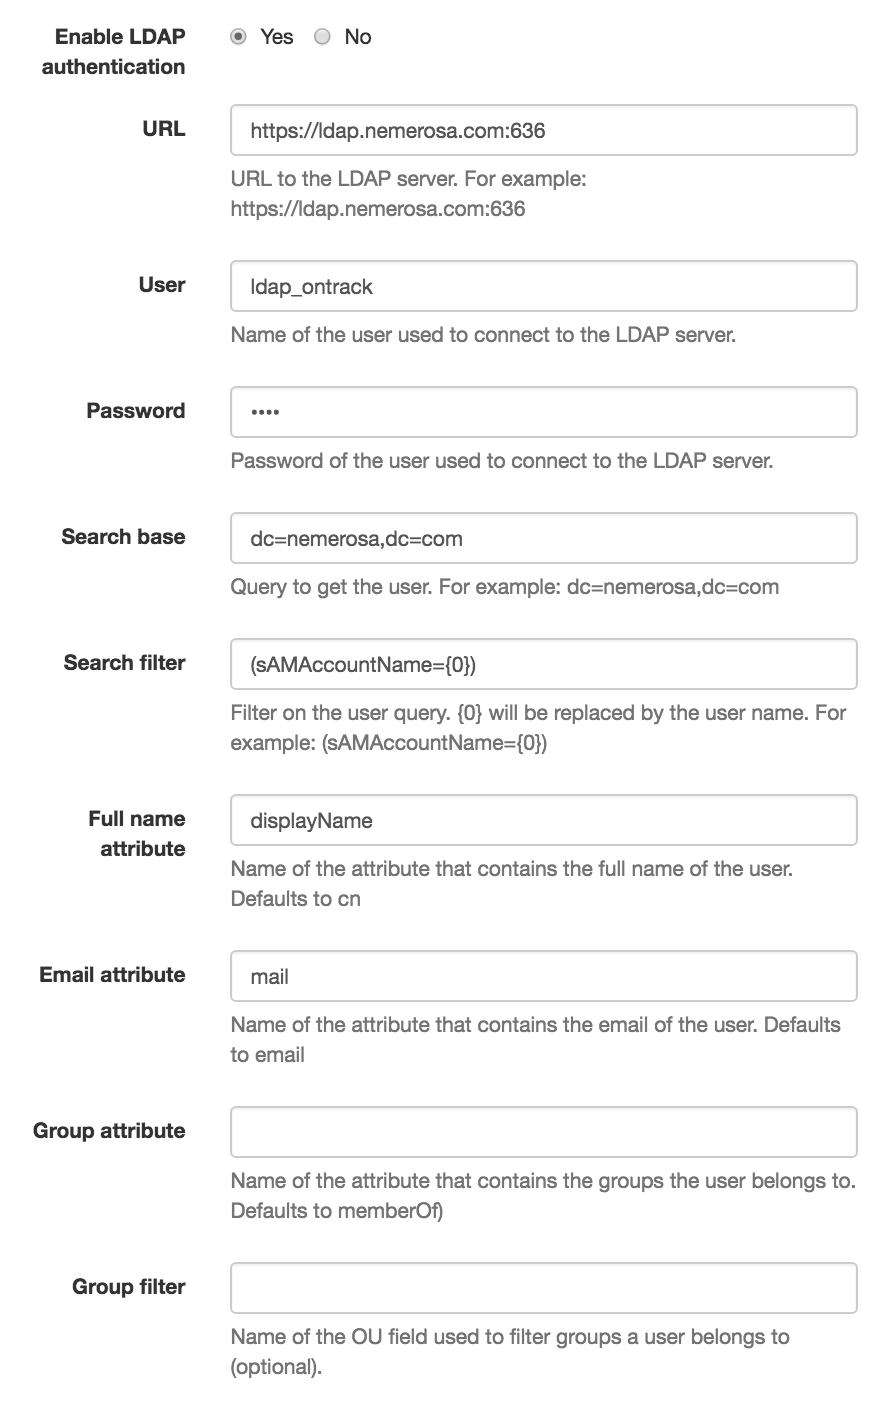 Enable LDAP authentication
Yes No
URL
https://ldap.nemerosa.com:636
URL to the LDAP server. For example:
https://ldap.nemerosa.com:636
User
ldap_ontrack
Name of the user used to connect to the LDAP server.
Password
••••
Password of the user used to connect to the LDAP server.
Search base
dc=nemerosa,dc=com
Query to get the user. For example: dc=nemerosa,dc=com
Search filter
(sAMAccountName={0})
Filter on the user query. {0} will be replaced by the user name. For
example: (sAMAccountName={0})
Full name
attribute
displayName
Name of the attribute that contains the full name of the user.
Defaults to cn
Email attribute
mail
Name of the attribute that contains the email of the user. Defaults
to email
Group attribute
Name of the attribute that contains the groups the user belongs to.
Defaults to memberOf)
Group filter
Name of the OU field used to filter groups a user belongs to
(optional).